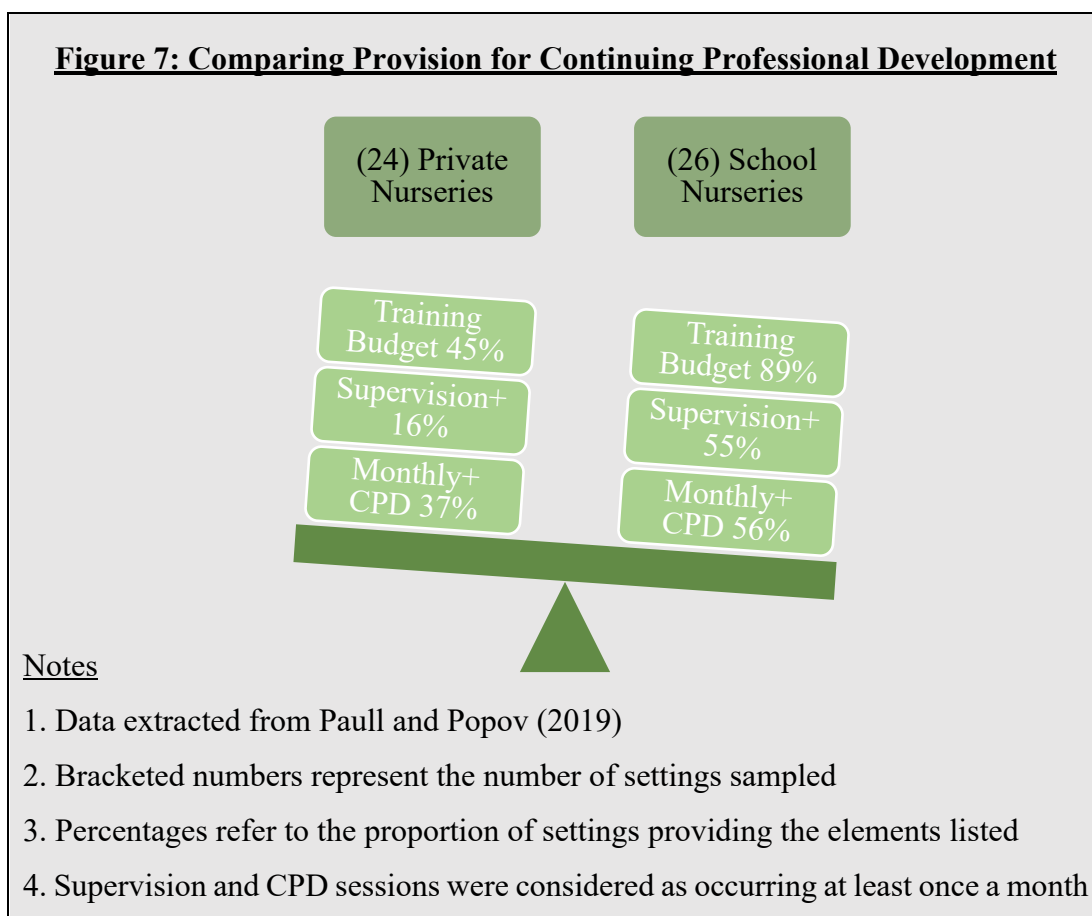 Figure 7: Comparing Provision for Continuing Professional Development
(24) Private
Nurseries
(26) School
Nurseries
Training
Budget 45%
Supervision+
16%
Monthly+
CPD 37%
Training
Budget 89%
Supervision+
55%
Monthly+
CPD 56%
Notes
1. Data extracted from Paull and Popov (2019)
2. Bracketed numbers represent the number of settings sampled
3. Percentages refer to the proportion of settings providing the elements listed
4. Supervision and CPD sessions were considered as occurring at least once a month